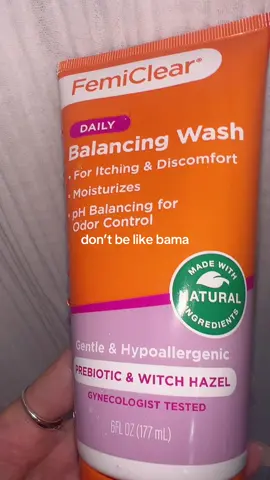 FemiClear®
DAILY
Balancing Wash
• For Itching & Discomfort
• Moisturizes
• pH Balancing for
Odor Control
don't be like bama
MADE WITH
NATURAL
INGREDIENTS
Gentle & Hypoallergenic
PREBIOTIC & WITCH HAZEL
GYNECOLOGIST TESTED
6FL OZ (177 mL)